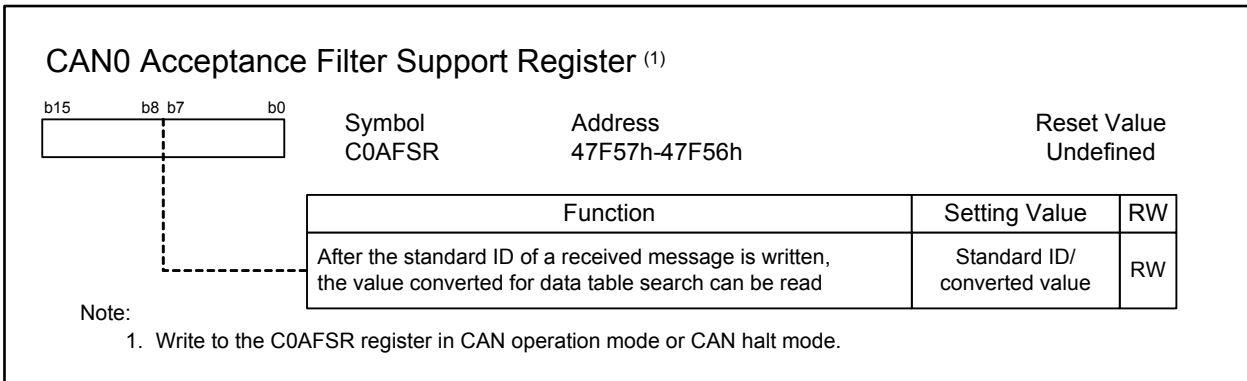 CAN0 Acceptance Filter Support Register (1)
b15 b8 b7 b0
Symbol Address Reset Value
C0AFSR 47F57h-47F56h Undefined
Function Setting Value RW
After the standard ID of a received message is written,
the value converted for data table search can be read
Standard ID/
converted value
RW
Note:
1. Write to the C0AFSR register in CAN operation mode or CAN halt mode.